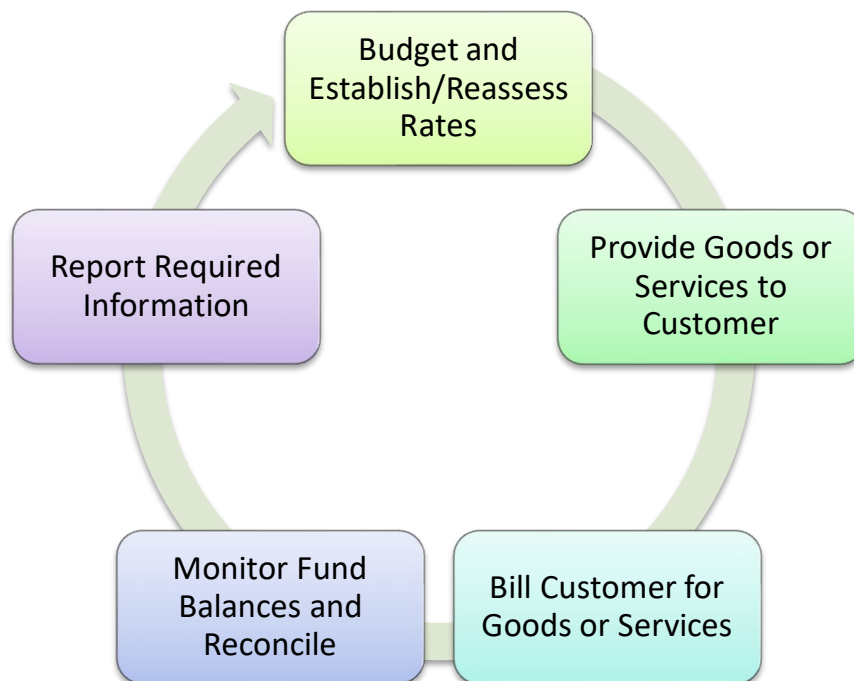 Budget and
Establish/Reassess
Rates
Provide Goods or
Services to
Customer
Bill Customer for
Goods or Services
Monitor Fund
Balances and
Reconcile
Report Required
Information